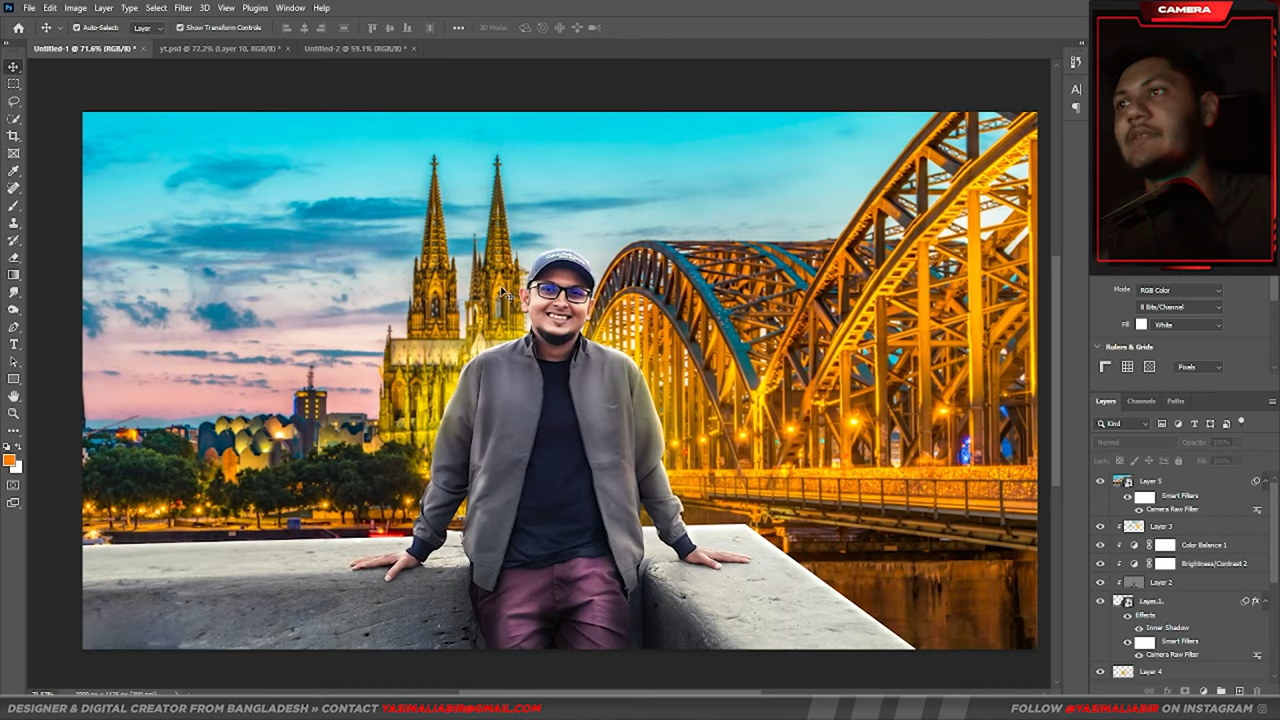 Ps File Edit Image Layer Type Select Filter 3D View Plugins Window Help
CAMERA
Auto-Select: Layer Show Transform Controls 3D Mode:
Untitled-1 @ 71.6% (RGB/8) * × yt.psd @ 72.2% (Layer 10, RGB/8) * × Untitled-2 @ 59.1% (RGB/8) * ×
Mode RGB Color
8 Bits/Channel
Fill White
Rulers & Grids
Pixels
Layers Channels Paths
Kind
Normal Opacity: 100%
Lock: Fill: 100%
Layer 5
Smart Filters
Camera Raw Filter
Layer 3
Color Balance 1
Brightness/Contrast 2
Layer 2
Layer 1
Effects
Inner Shadow
Smart Filters
Camera Raw Filter
Layer 4
DESIGNER & DIGITAL CREATOR FROM BANGLADESH » CONTACT YASINALIABIR@GMAIL.COM
FOLLOW @YASINALIABIR ON INSTAGRAM